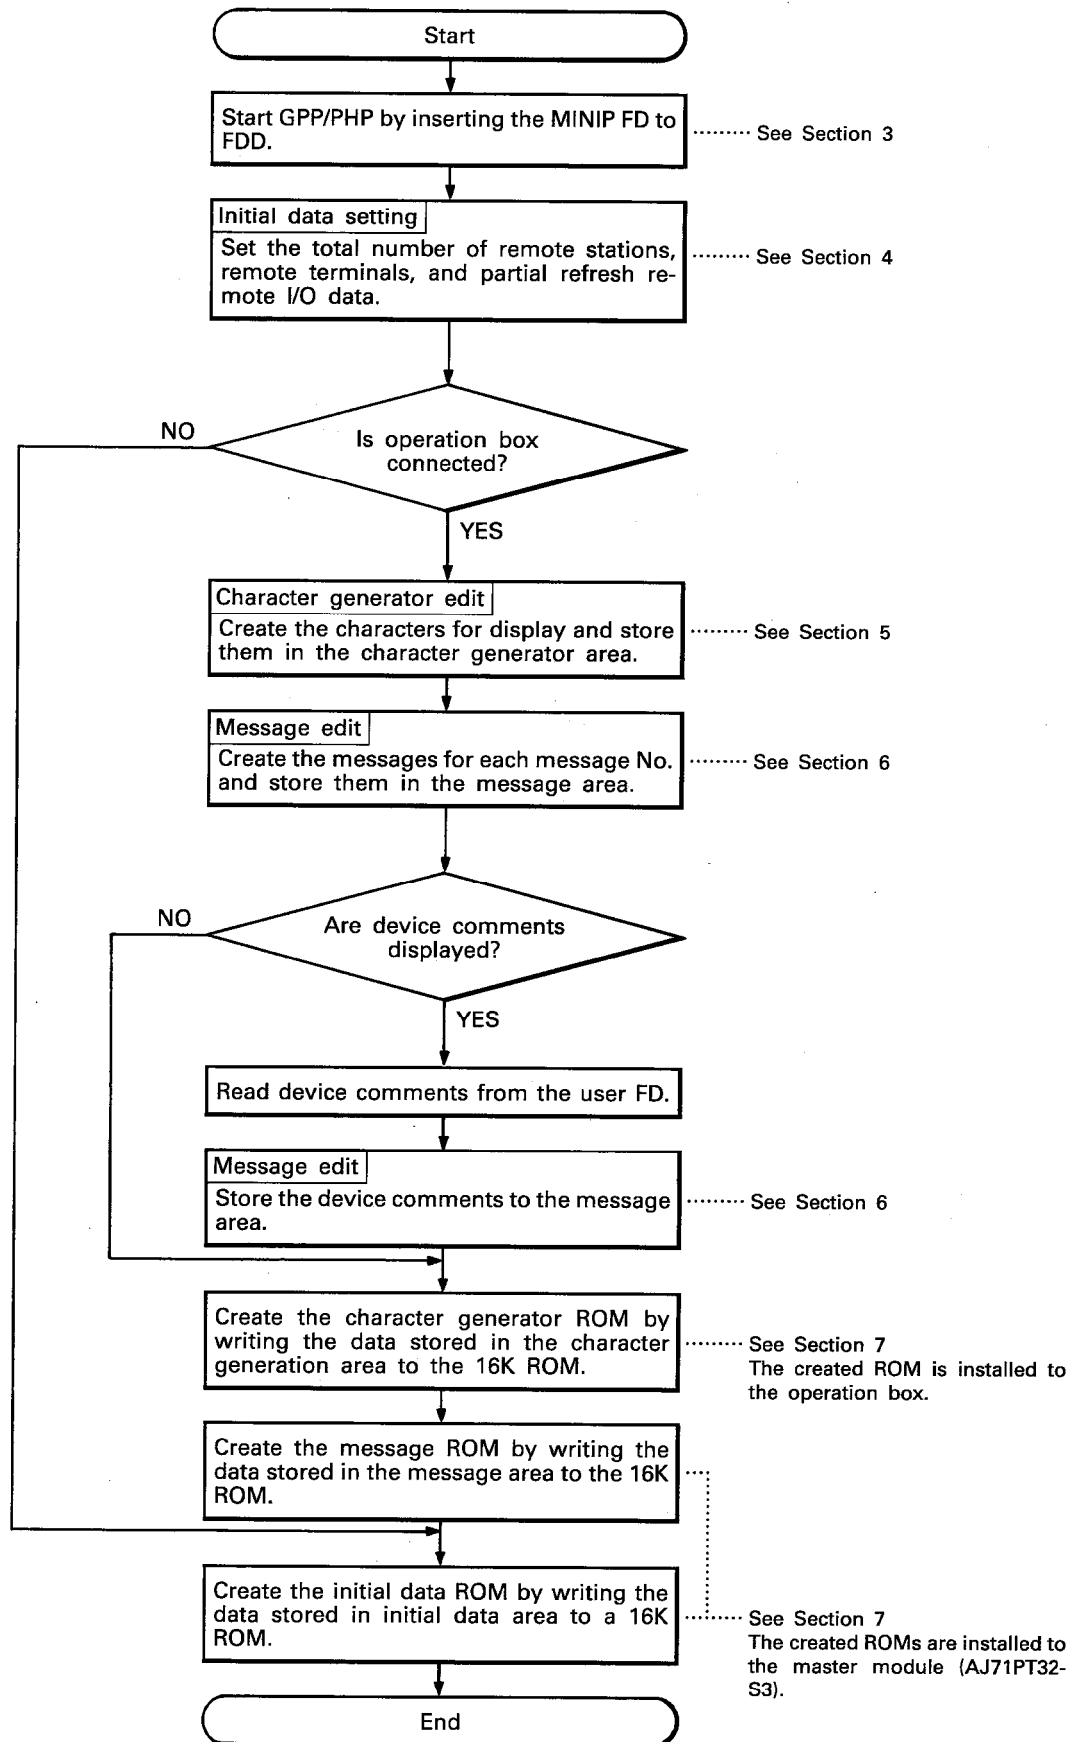 Start
Start GPP/PHP by inserting the MINIP FD to
FDD.
See Section 3
Initial data setting
Set the total number of remote stations,
remote terminals, and partial refresh re-
mote I/O data.
See Section 4
NO
Is operation box
connected?
YES
Character generator edit
Create the characters for display and store
them in the character generator area.
See Section 5
Message edit
Create the messages for each message No.
and store them in the message area.
See Section 6
NO
Are device comments
displayed?
YES
Read device comments from the user FD.
Message edit
Store the device comments to the message
area.
See Section 6
Create the character generator ROM by
writing the data stored in the character
generation area to the 16K ROM.
See Section 7
The created ROM is installed to
the operation box.
Create the message ROM by writing the
data stored in the message area to the 16K
ROM.
Create the initial data ROM by writing the
data stored in initial data area to a 16K
ROM.
See Section 7
The created ROMs are installed to
the master module (AJ71PT32-
S3).
End